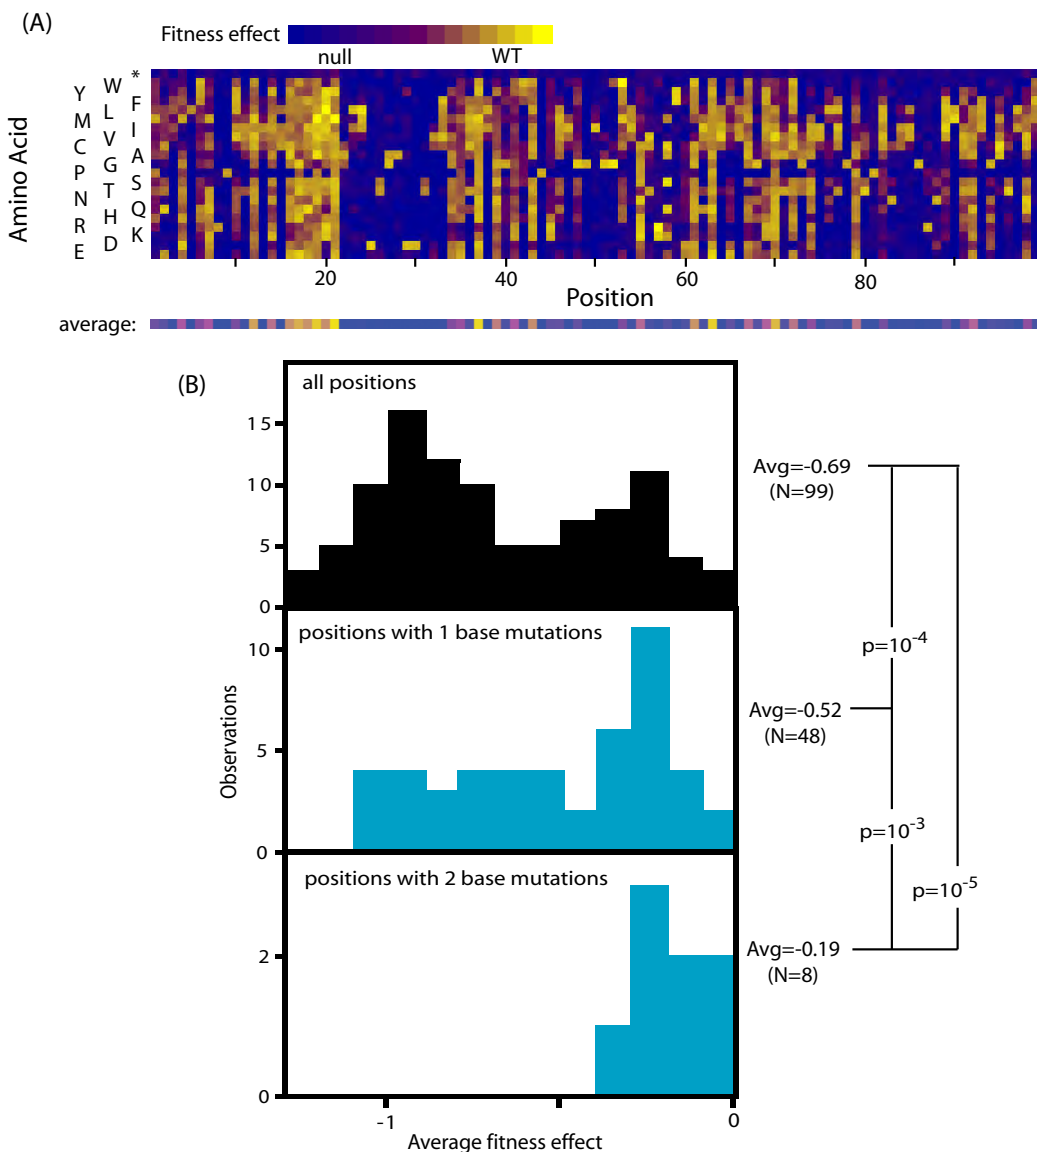 (A)
Fitness effect
null WT
*
W
Y
F
L
M
I
V
C
A
G
P
S
T
N
Q
H
R
K
D
E
Amino Acid
20 40 60 80
Position
average:
(B)
all positions
15
10
5
0
Avg=-0.69
(N=99)
positions with 1 base mutations
10
5
0
Observations
p=10-4
Avg=-0.52
(N=48)
p=10-3
positions with 2 base mutations
2
0
p=10-5
Avg=-0.19
(N=8)
-1 0
Average fitness effect